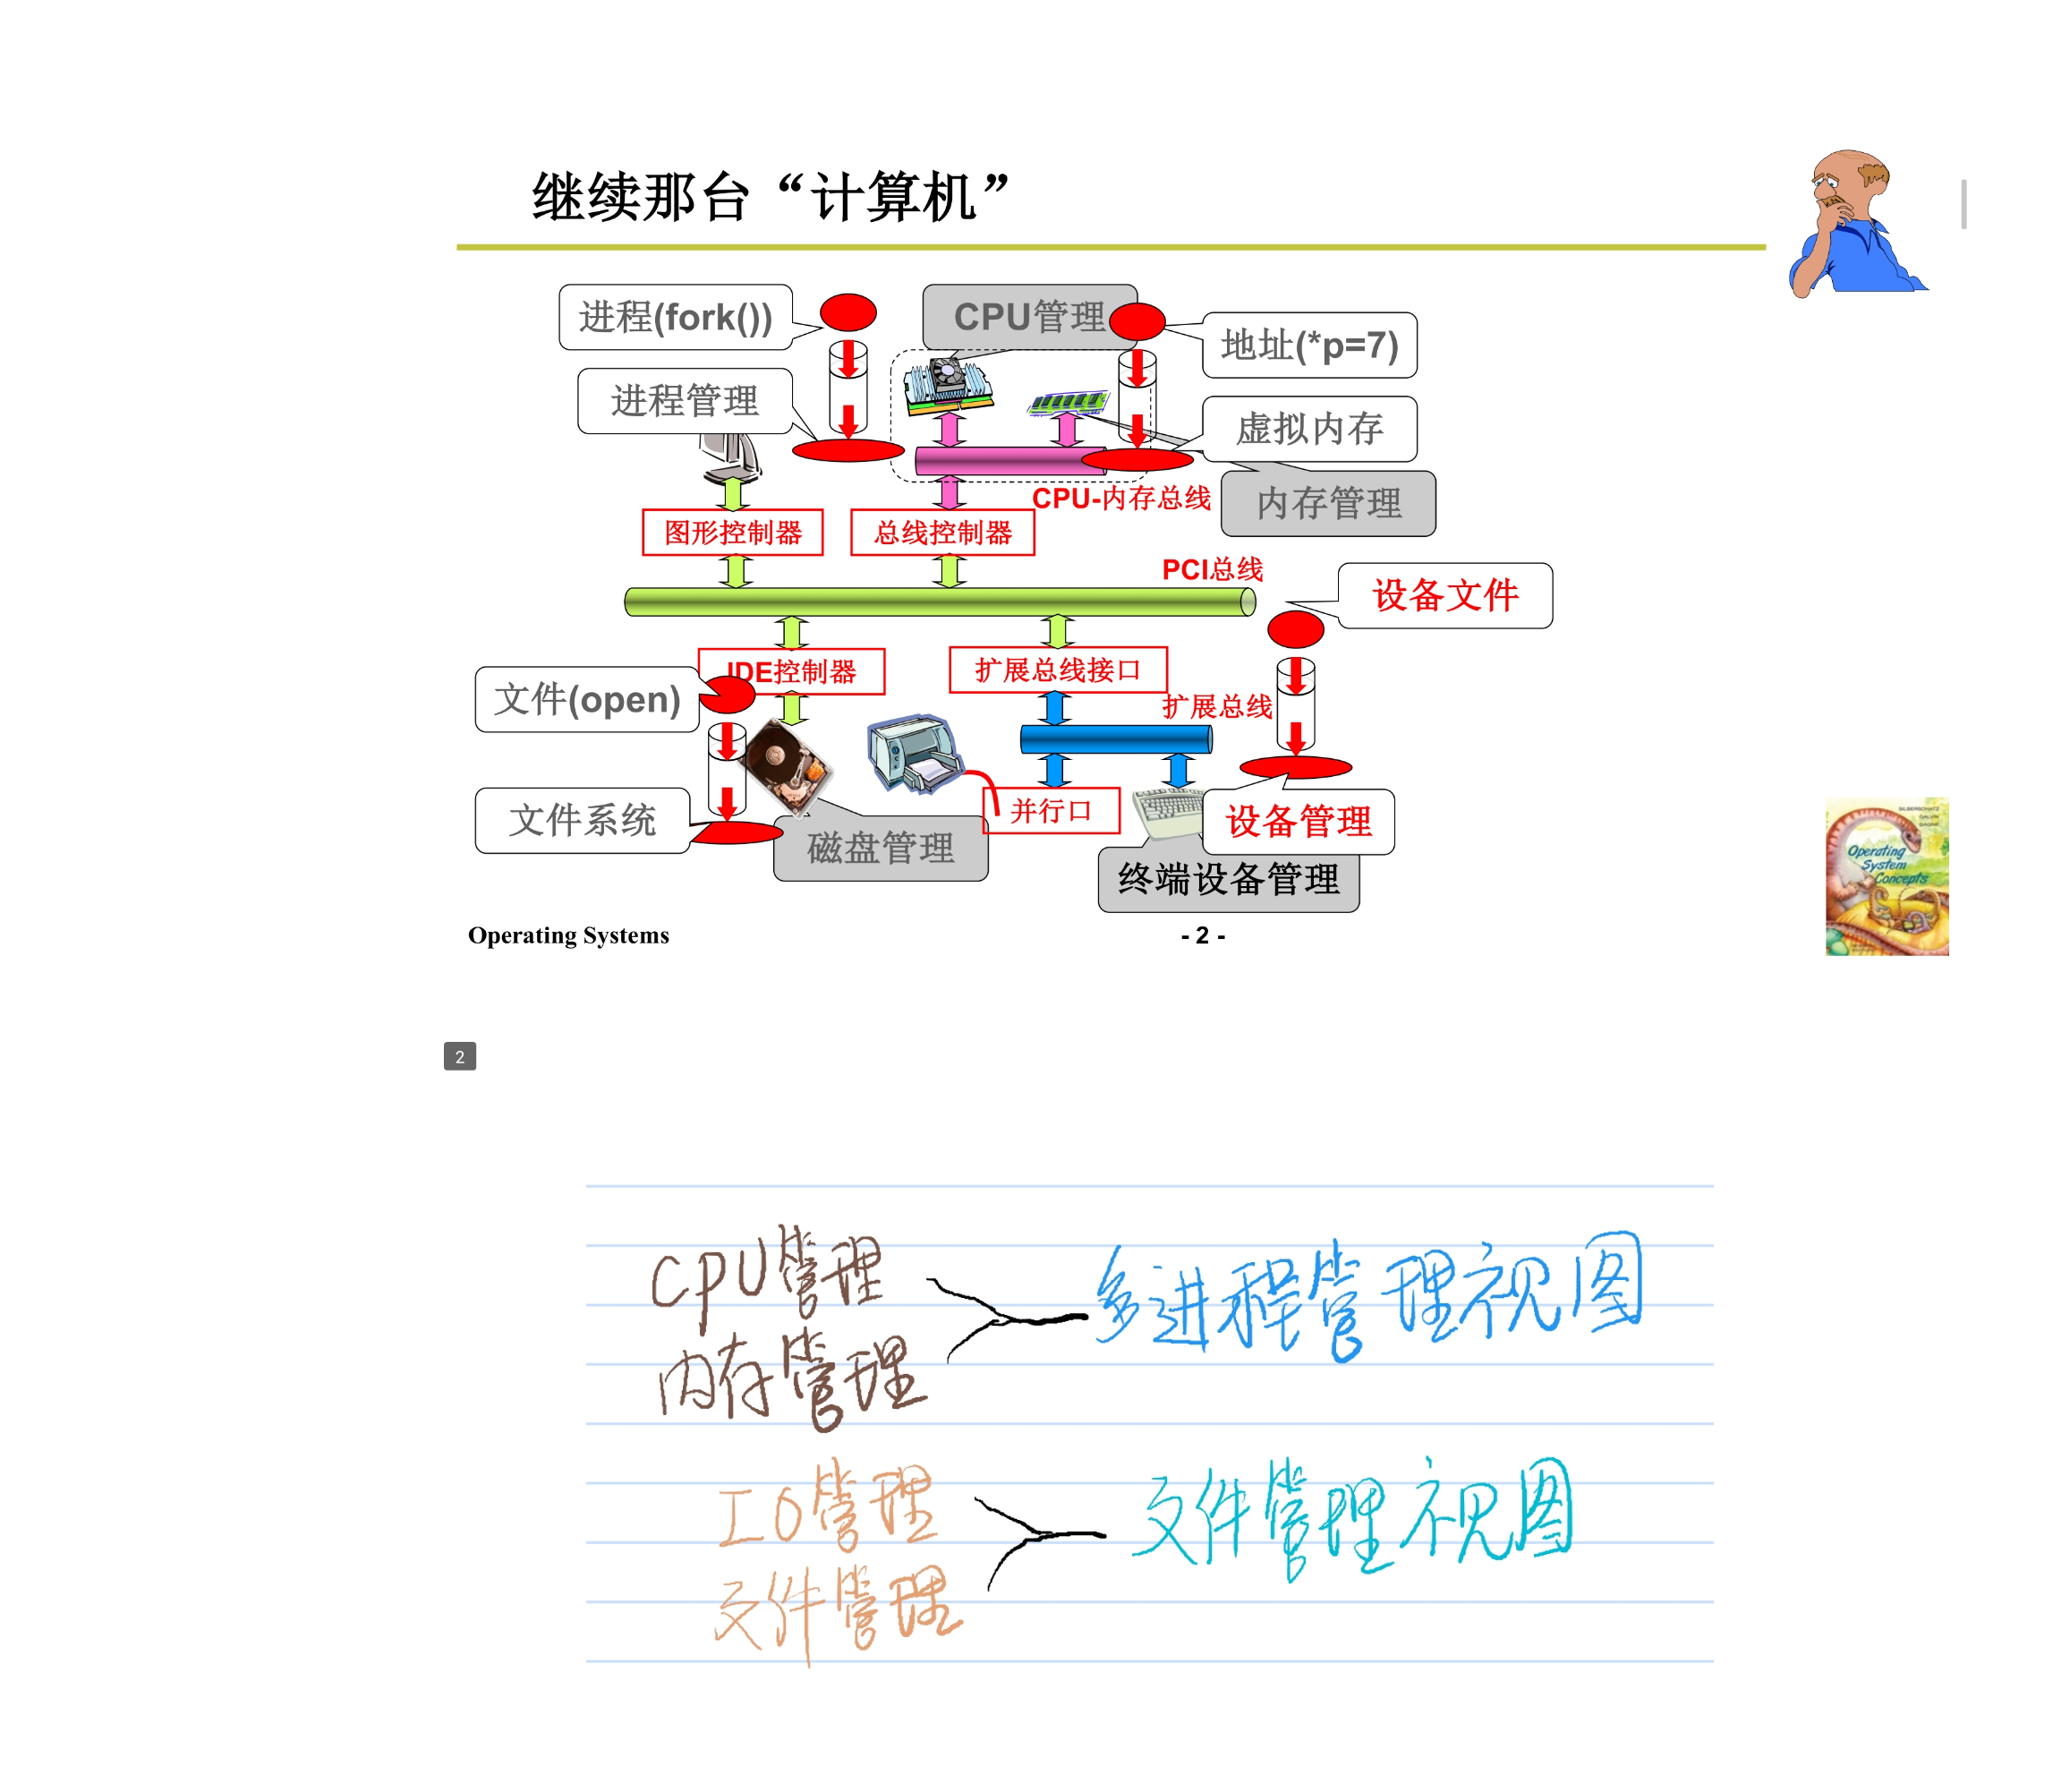 继续那台“计算机”
进程(fork())
CPU管理
地址(*p=7)
进程管理
虚拟内存
CPU-内存总线
内存管理
图形控制器
总线控制器
PCI总线
设备文件
IDE控制器
扩展总线接口
文件(open)
扩展总线
文件系统
并行口
设备管理
磁盘管理
终端设备管理
SILBERSCHATZ
GALVIN
GAGNE
Operating
System
Concepts
Operating Systems
- 2 -
2
CPU管理
多进程管理视图
内存管理
IO管理
文件管理视图
文件管理